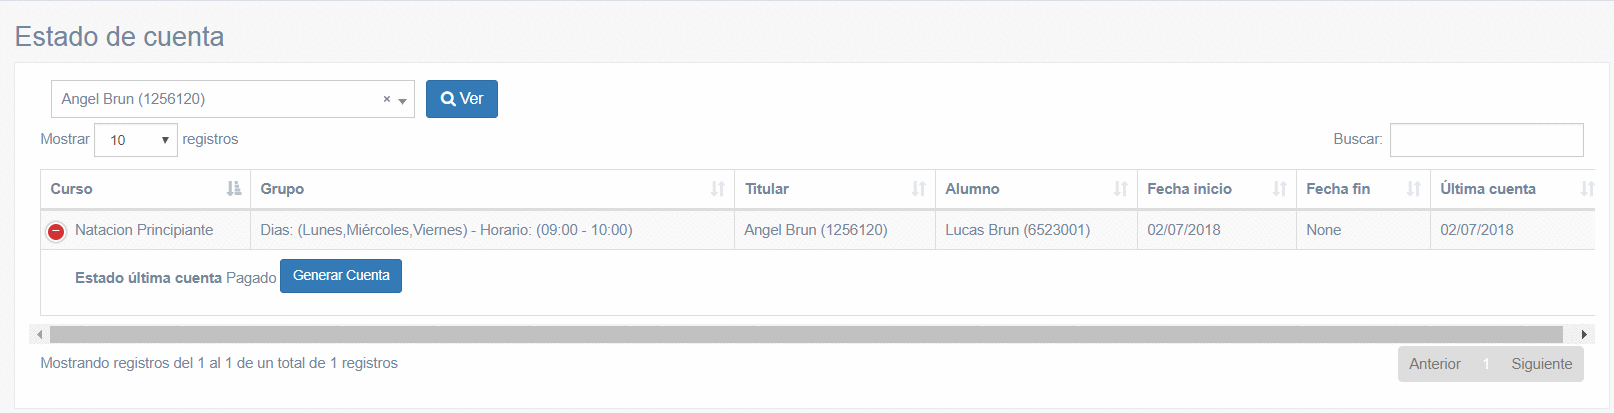 Estado de cuenta
Angel Brun (1256120) × Ver
Mostrar 10 registros Buscar:
Curso Grupo Titular Alumno Fecha inicio Fecha fin Última cuenta
Natacion Principiante Dias: (Lunes,Miércoles,Viernes) - Horario: (09:00 - 10:00) Angel Brun (1256120) Lucas Brun (6523001) 02/07/2018 None 02/07/2018
Estado última cuenta Pagado Generar Cuenta
Mostrando registros del 1 al 1 de un total de 1 registros Anterior 1 Siguiente